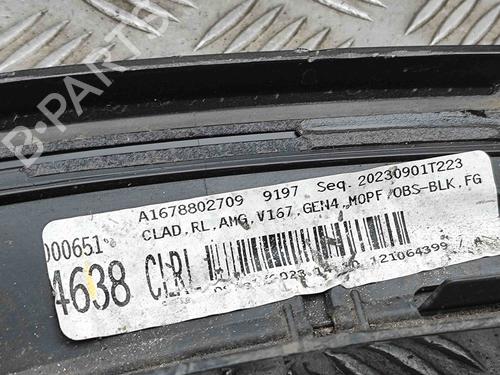 B-PARTS
A1678802709 9197 Seq. 20230901T223
CLAD,RL,AMG,V167,GEN4,MOPF/OBS-BLK,FG
000651
4638 CLRL
121064399